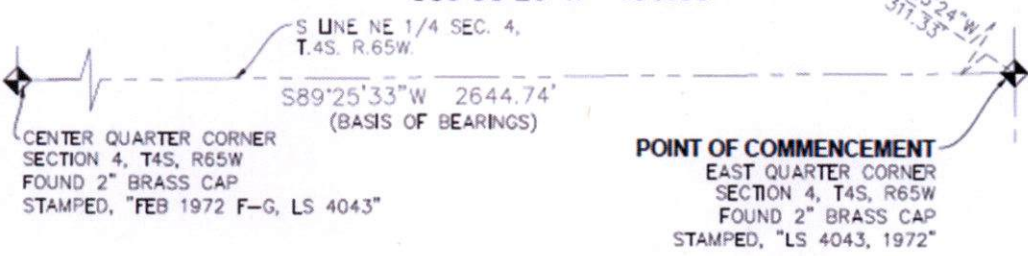 24"W
311.33'
S LINE NE 1/4 SEC. 4,
T.4S. R.65W.
S89°25'33"W 2644.74'
(BASIS OF BEARINGS)
CENTER QUARTER CORNER
SECTION 4, T4S, R65W
FOUND 2" BRASS CAP
STAMPED, "FEB 1972 F-G, LS 4043"
POINT OF COMMENCEMENT
EAST QUARTER CORNER
SECTION 4, T4S, R65W
FOUND 2" BRASS CAP
STAMPED, "LS 4043, 1972"